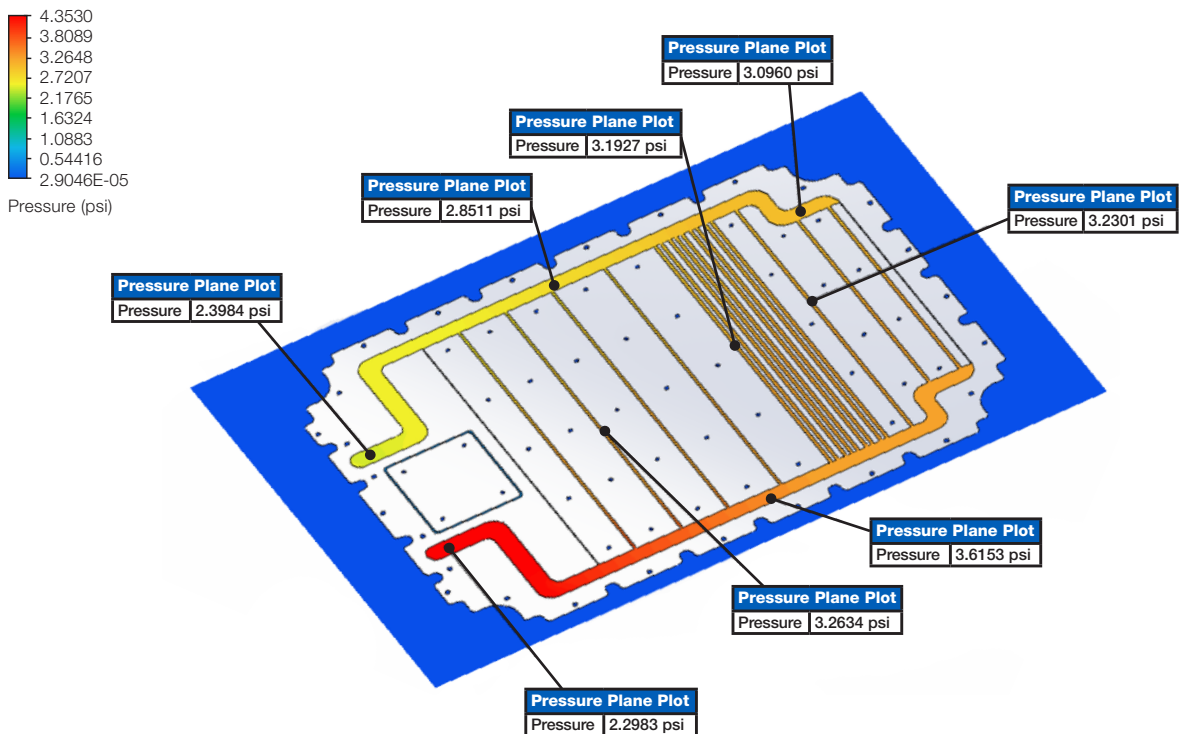 4.3530
3.8089
3.2648
2.7207
2.1765
1.6324
1.0883
0.54416
2.9046E-05
Pressure (psi)
Pressure Plane Plot
Pressure 3.0960 psi
Pressure Plane Plot
Pressure 3.1927 psi
Pressure Plane Plot
Pressure 2.8511 psi
Pressure Plane Plot
Pressure 3.2301 psi
Pressure Plane Plot
Pressure 2.3984 psi
Pressure Plane Plot
Pressure 3.6153 psi
Pressure Plane Plot
Pressure 3.2634 psi
Pressure Plane Plot
Pressure 2.2983 psi